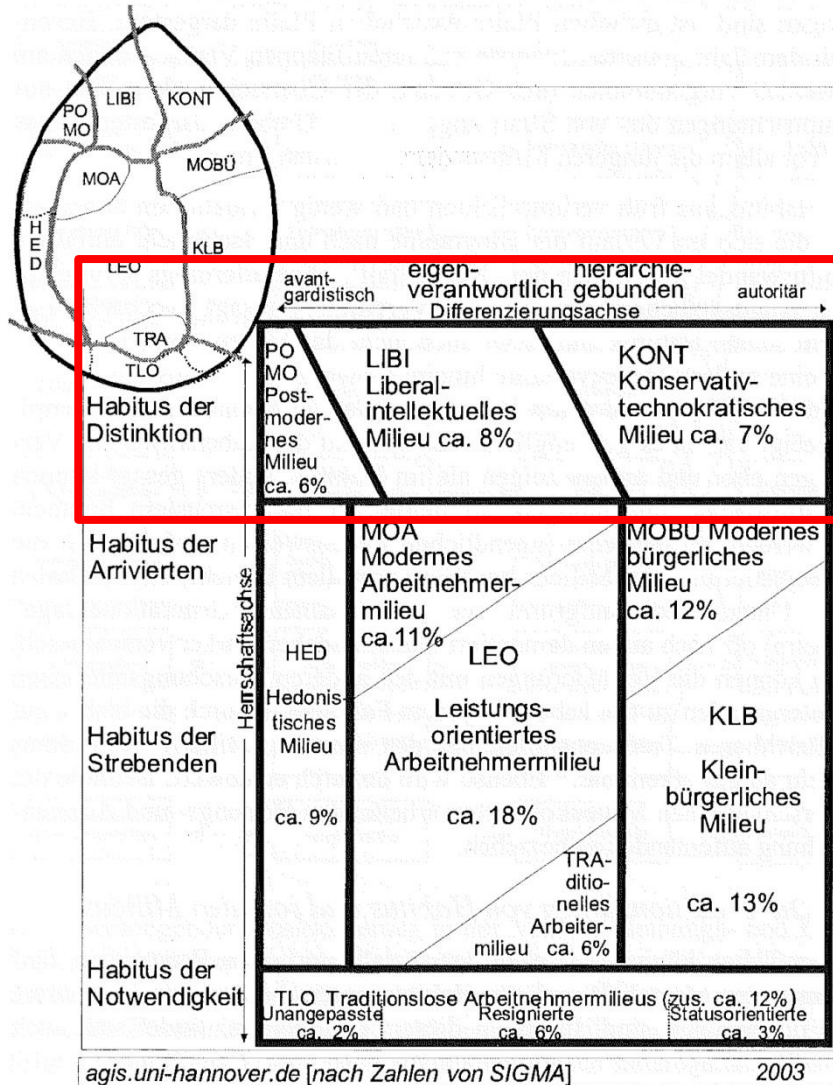 PO
MO
LIBI
KONT
MOA
MOBÜ
HED
LEO
KLB
TRA
TLO
avant-
gardistisch
eigen-
verantwortlich
hierarchie-
gebunden
autoritär
Differenzierungsachse
Herrschaftsachse
Habitus der
Distinktion
PO
MO
Post-
moder-
nes
Milieu
ca. 6%
LIBI
Liberal-
intellektuelles
Milieu ca. 8%
KONT
Konservativ-
technokratisches
Milieu ca. 7%
Habitus der
Arrivierten
MOA
Modernes
Arbeitnehmer-
milieu
ca.11%
MOBÜ Modernes
bürgerliches
Milieu
ca. 12%
Habitus der
Strebenden
HED
Hedonis-
tisches
Milieu
ca. 9%
LEO
Leistungs-
orientiertes
Arbeitnehmerrmilieu
ca. 18%
KLB
Klein-
bürgerliches
Milieu
ca. 13%
TRA-
ditio-
nelles
Arbeiter-
milieu ca. 6%
Habitus der
Notwendigkeit
TLO Traditionslose Arbeitnehmermilieus (zus. ca. 12%)
Unangepasste
ca. 2%
Resignierte
ca. 6%
Statusorientierte
ca. 3%
agis.uni-hannover.de [nach Zahlen von SIGMA] 2003